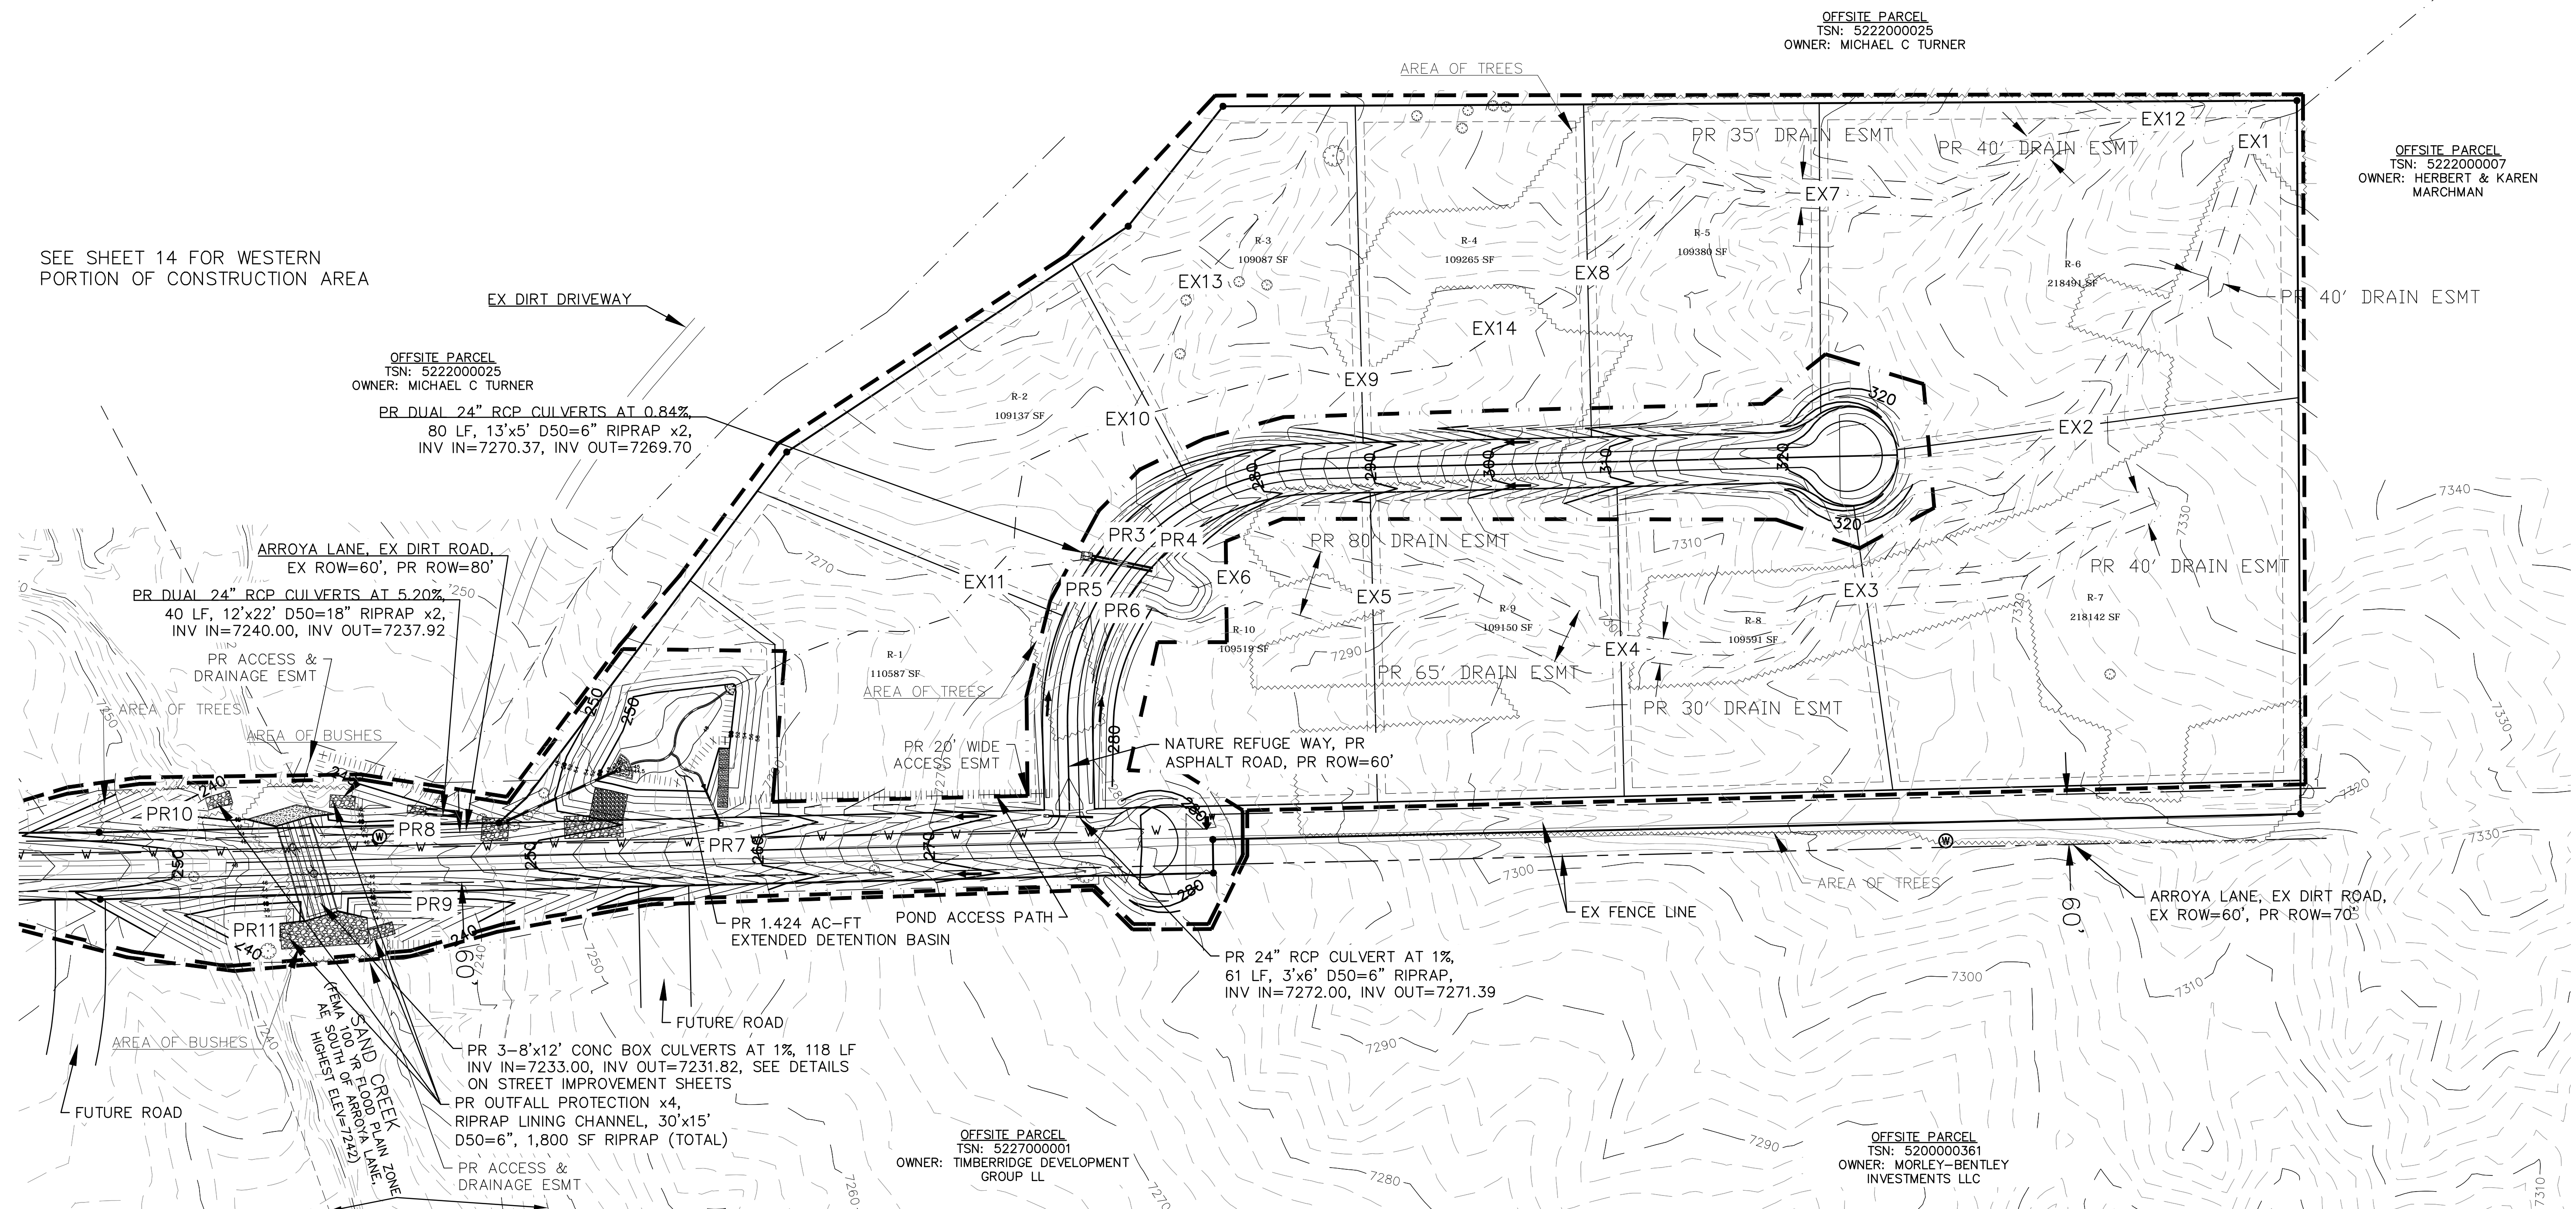 OFFSITE PARCEL
TSN: 5222000025
OWNER: MICHAEL C TURNER
AREA OF TREES
EX12
EX1
PR 35' DRAIN ESMT
PR 40' DRAIN ESMT
OFFSITE PARCEL
TSN: 5222000007
OWNER: HERBERT & KAREN
MARCHMAN
EX7
SEE SHEET 14 FOR WESTERN
PORTION OF CONSTRUCTION AREA
R-3
109087 SF
R-4
109265 SF
R-5
109380 SF
R-6
218491 SF
EX13
EX8
EX DIRT DRIVEWAY
PR 40' DRAIN ESMT
EX14
OFFSITE PARCEL
TSN: 5222000025
OWNER: MICHAEL C TURNER
EX9
R-2
109137 SF
320
PR DUAL 24" RCP CULVERTS AT 0.84%,
80 LF, 13'x5' D50=6" RIPRAP x2,
INV IN=7270.37, INV OUT=7269.70
EX10
EX2
280
290
300
310
320
7340
7330
320
PR3
PR4
PR 80' DRAIN ESMT
7310
ARROYA LANE, EX DIRT ROAD,
EX ROW=60', PR ROW=80'
7270
EX11
EX6
PR 40' DRAIN ESMT
PR5
PR6
EX5
EX3
PR DUAL 24" RCP CULVERTS AT 5.20%,
40 LF, 12'x22' D50=18" RIPRAP x2,
INV IN=7240.00, INV OUT=7237.92
R-10
109519 SF
R-9
109150 SF
R-8
109591 SF
R-7
218142 SF
7320
EX4
7290
PR ACCESS &
DRAINAGE ESMT
R-1
110587 SF
AREA OF TREES
PR 65' DRAIN ESMT
PR 30' DRAIN ESMT
AREA OF TREES
7250
250
250
AREA OF BUSHES
280
PR 20' WIDE
ACCESS ESMT
NATURE REFUGE WAY, PR
ASPHALT ROAD, PR ROW=60'
7330
7310
7320
240
PR10
PR8
PR7
280
W
250
250
260
270
W
7330
7300
AREA OF TREES
280
PR9
PR11
240
240
PR 1.424 AC-FT
EXTENDED DETENTION BASIN
POND ACCESS PATH
EX FENCE LINE
ARROYA LANE, EX DIRT ROAD,
EX ROW=60', PR ROW=70'
60'
60'
7240
7250
PR 24" RCP CULVERT AT 1%,
61 LF, 3'x6' D50=6" RIPRAP,
INV IN=7272.00, INV OUT=7271.39
7300
7310
FUTURE ROAD
AREA OF BUSHES
7240
SAND CREEK
(FEMA 100 YR FLOOD PLAIN ZONE
AE SOUTH OF ARROYA LANE,
HIGHEST ELEV=7242)
PR 3-8'x12' CONC BOX CULVERTS AT 1%, 118 LF
INV IN=7233.00, INV OUT=7231.82, SEE DETAILS
ON STREET IMPROVEMENT SHEETS
PR OUTFALL PROTECTION x4,
RIPRAP LINING CHANNEL, 30'x15'
D50=6", 1,800 SF RIPRAP (TOTAL)
7290
FUTURE ROAD
PR ACCESS &
DRAINAGE ESMT
OFFSITE PARCEL
TSN: 5227000001
OWNER: TIMBERRIDGE DEVELOPMENT
GROUP LL
7290
OFFSITE PARCEL
TSN: 5200000361
OWNER: MORLEY-BENTLEY
INVESTMENTS LLC
7260
7270
7280
7310